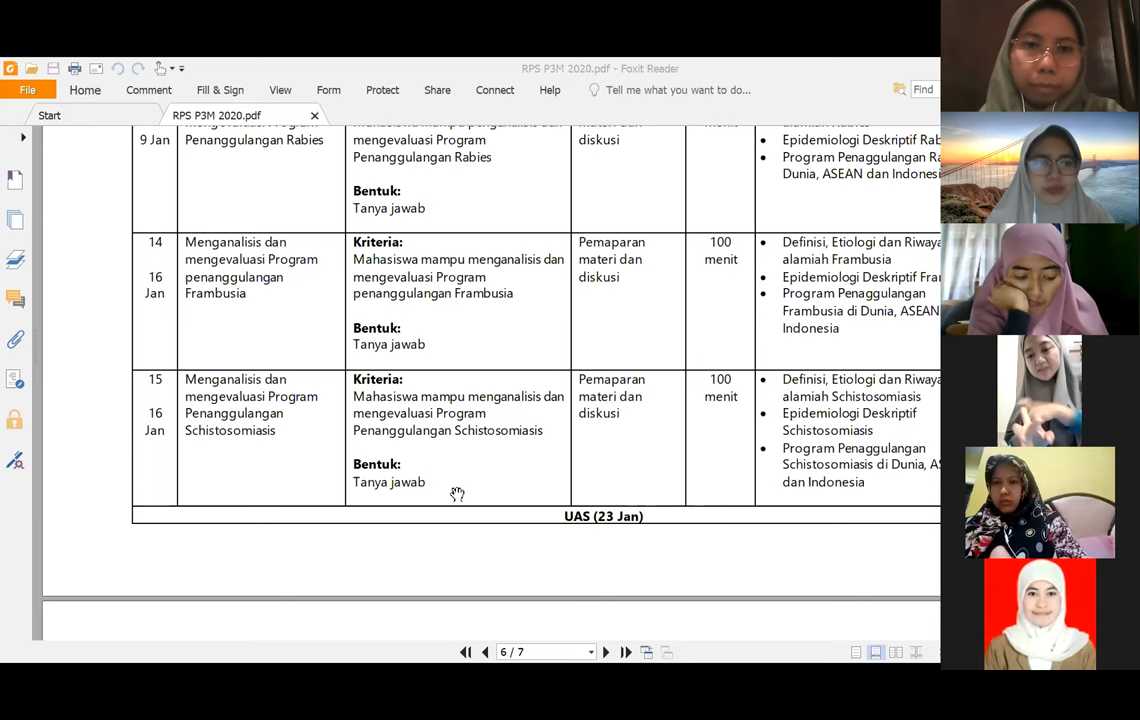 RPS P3M 2020.pdf - Foxit Reader
File Home Comment Fill & Sign View Form Protect Share Connect Help Tell me what you want to do... Find
Start RPS P3M 2020.pdf
9 Jan
Penanggulangan Rabies
mengevaluasi Program
Penanggulangan Rabies
Bentuk:
Tanya jawab
diskusi
menit
alamiah Rabies
Epidemiologi Deskriptif
Program Penaggulangan
Dunia, ASEAN dan
14
16
Jan
Menganalisis dan
mengevaluasi Program
penanggulangan
Frambusia
Kriteria:
Mahasiswa mampu menganalisis dan
mengevaluasi Program
penanggulangan Frambusia
Bentuk:
Tanya jawab
Pemaparan
materi dan
diskusi
100
menit
Definisi, Etiologi dan
alamiah Frambusia
Epidemiologi Deskriptif
Program Penaggulangan
Frambusia di Dunia, ASEAN
Indonesia
15
16
Jan
Menganalisis dan
mengevaluasi Program
Penanggulangan
Schistosomiasis
Kriteria:
Mahasiswa mampu menganalisis dan
mengevaluasi Program
Penanggulangan Schistosomiasis
Bentuk:
Tanya jawab
Pemaparan
materi dan
diskusi
100
menit
Definisi, Etiologi dan
alamiah Schistosomiasis
Epidemiologi Deskriptif
Schistosomiasis
Program Penaggulangan
Schistosomiasis di Dunia,
dan Indonesia
UAS (23 Jan)
6 / 7